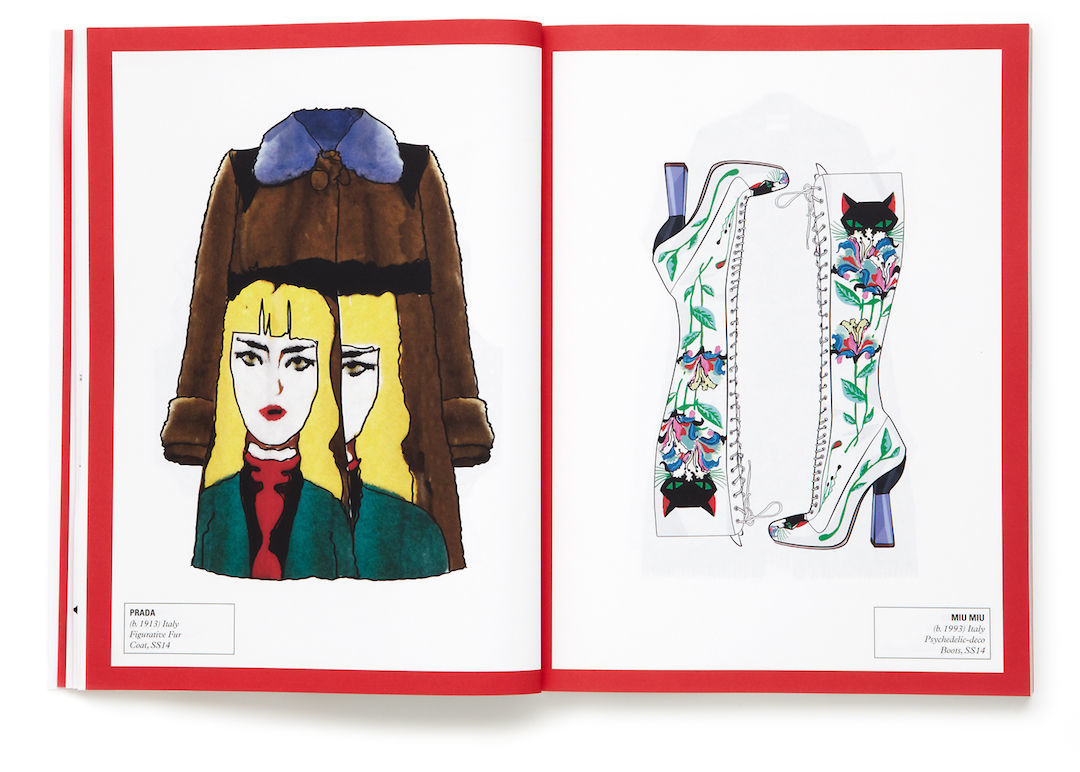 PRADA
(b. 1913) Italy
Figurative Fur
Coat, SS14
MIU MIU
(b. 1993) Italy
Psychedelic-deco
Boots, SS14